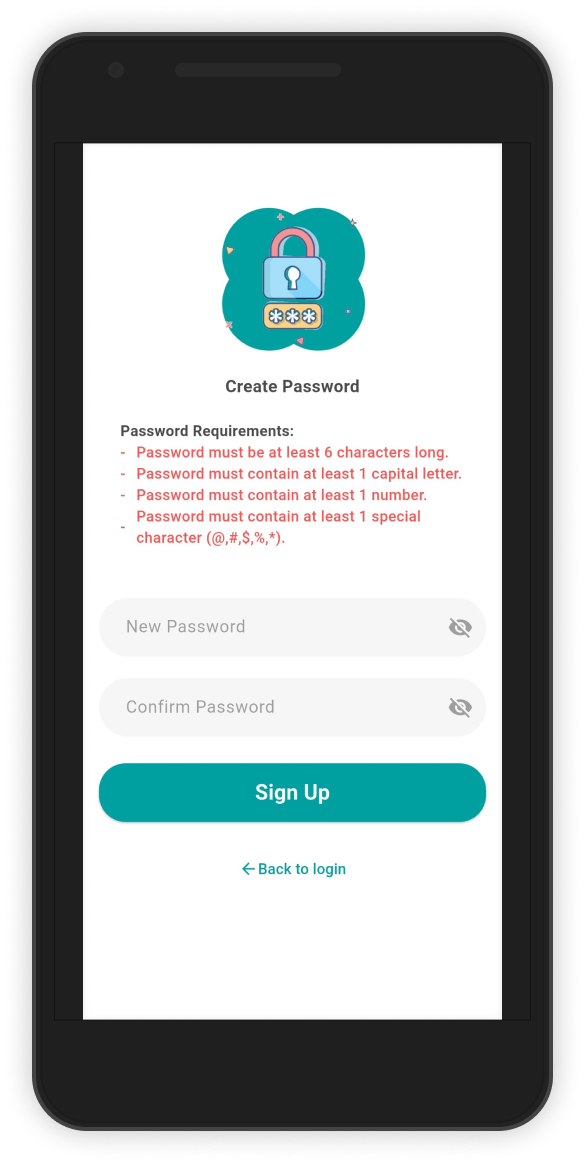 Create Password
Password Requirements:
- Password must be at least 6 characters long.
- Password must contain at least 1 capital letter.
- Password must contain at least 1 number.
- Password must contain at least 1 special
character (@,#,$,%,*).
New Password
Confirm Password
Sign Up
Back to login